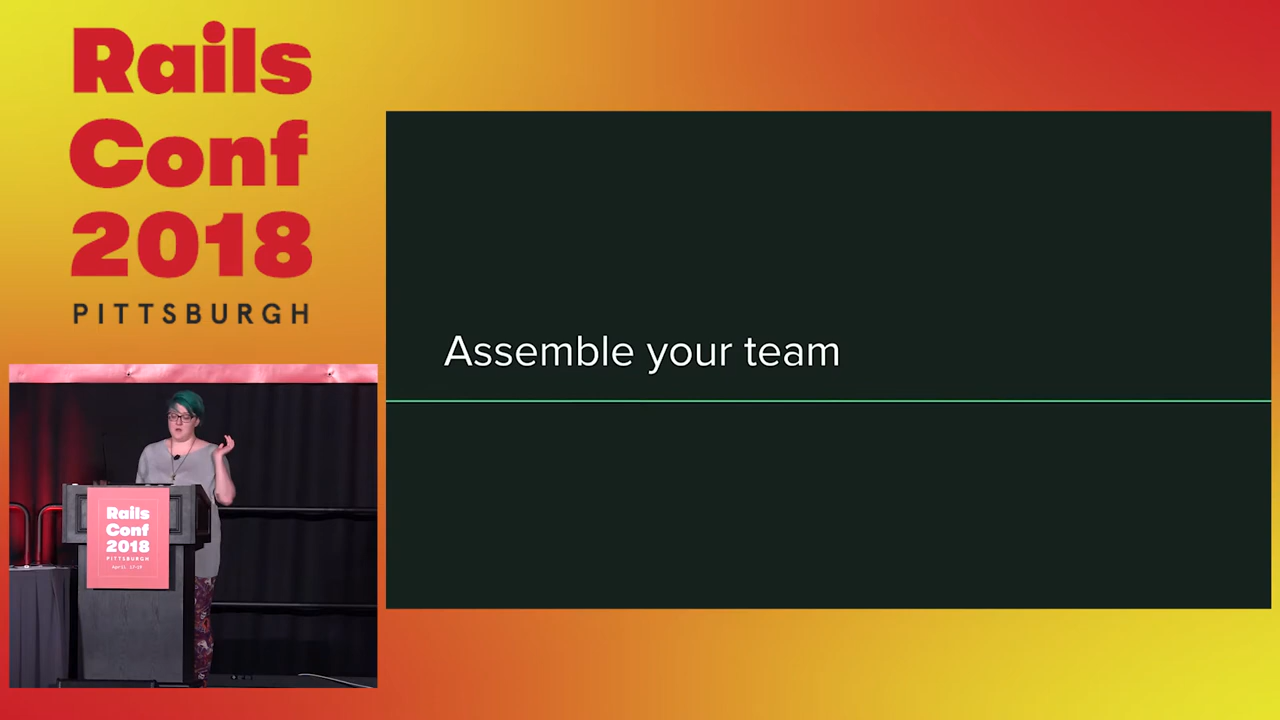 Rails
Conf
2018
PITTSBURGH
Assemble your team
Rails
Conf
2018
PITTSBURGH